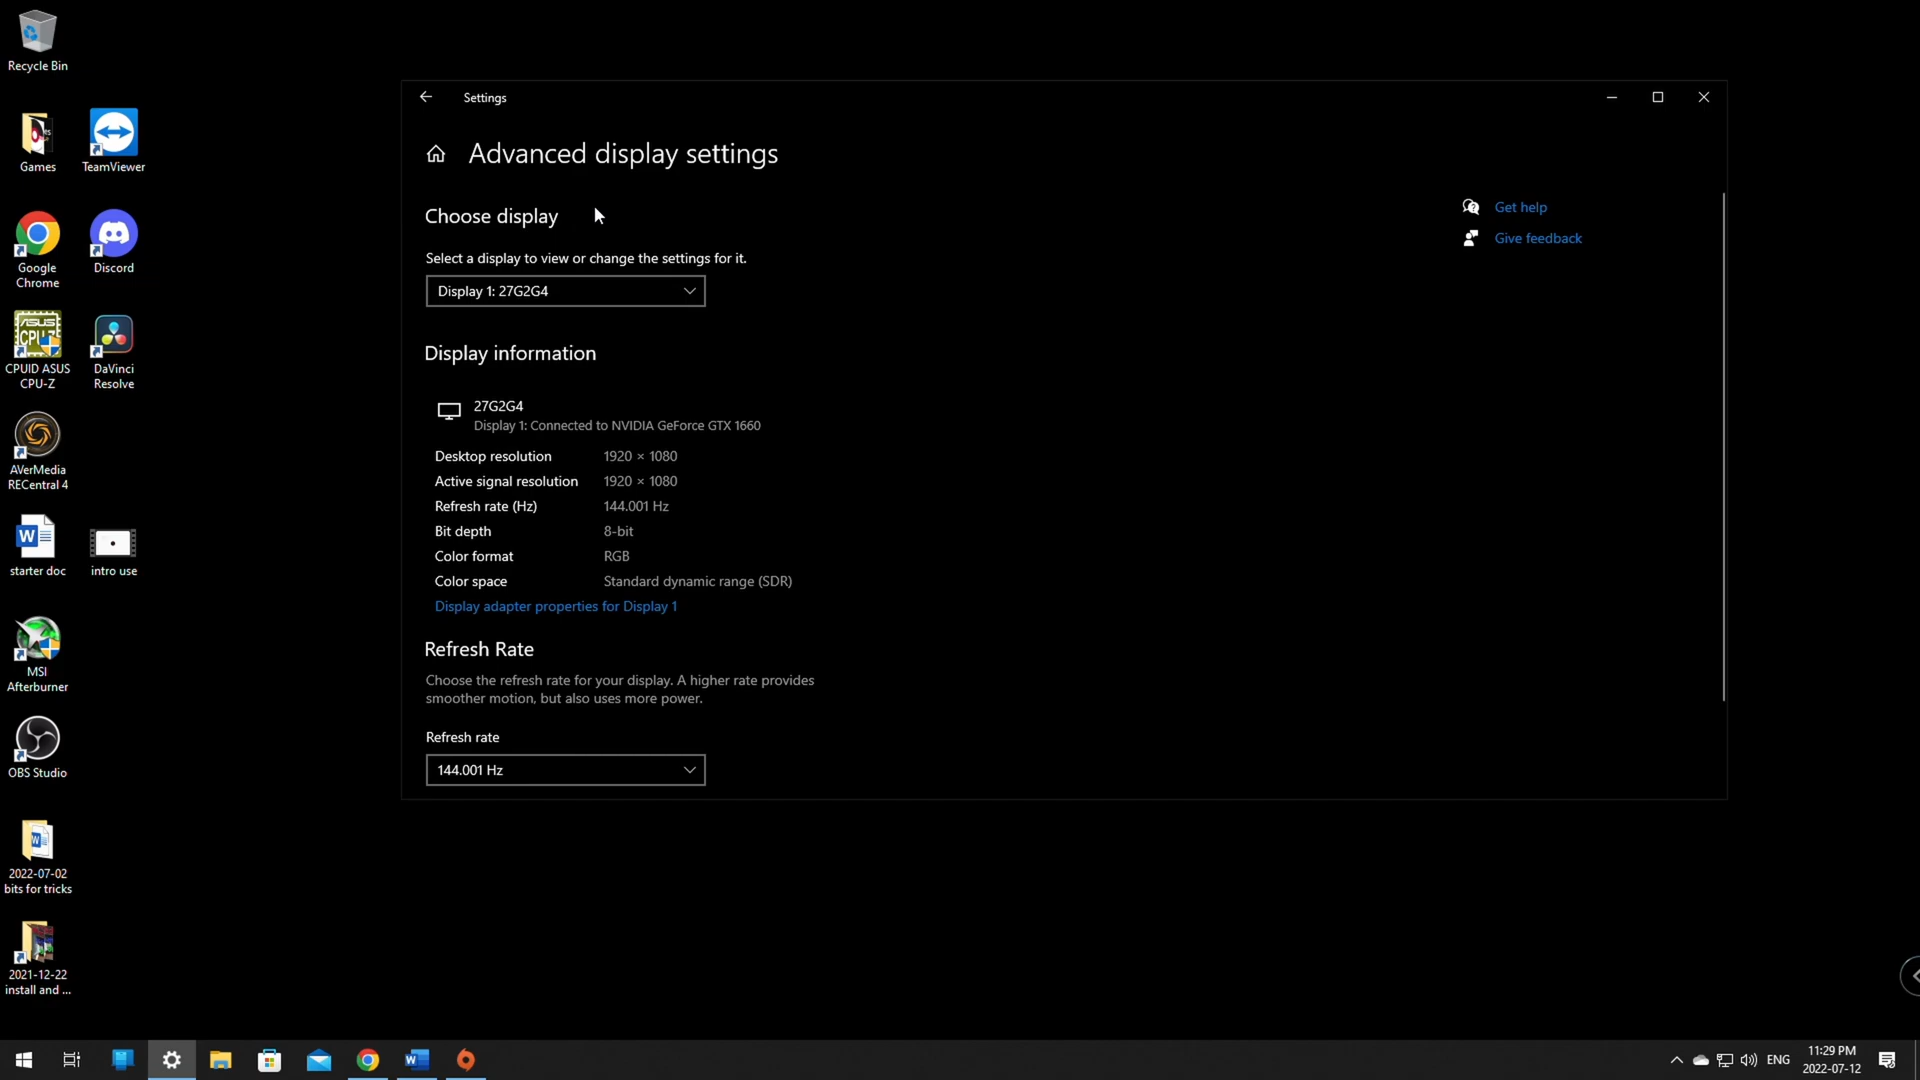 Recycle Bin
Games
TeamViewer
Google
Chrome
Discord
CPUID ASUS
CPU-Z
DaVinci
Resolve
AVerMedia
RECentral 4
starter doc
intro use
MSI
Afterburner
OBS Studio
2022-07-02
bits for tricks
2021-12-22
install and ...
Settings
Advanced display settings
Choose display
Select a display to view or change the settings for it.
Display 1: 27G2G4
Display information
27G2G4
Display 1: Connected to NVIDIA GeForce GTX 1660
Desktop resolution 1920 × 1080
Active signal resolution 1920 × 1080
Refresh rate (Hz) 144.001 Hz
Bit depth 8-bit
Color format RGB
Color space Standard dynamic range (SDR)
Display adapter properties for Display 1
Refresh Rate
Choose the refresh rate for your display. A higher rate provides
smoother motion, but also uses more power.
Refresh rate
144.001 Hz
Get help
Give feedback
ENG
11:29 PM
2022-07-12